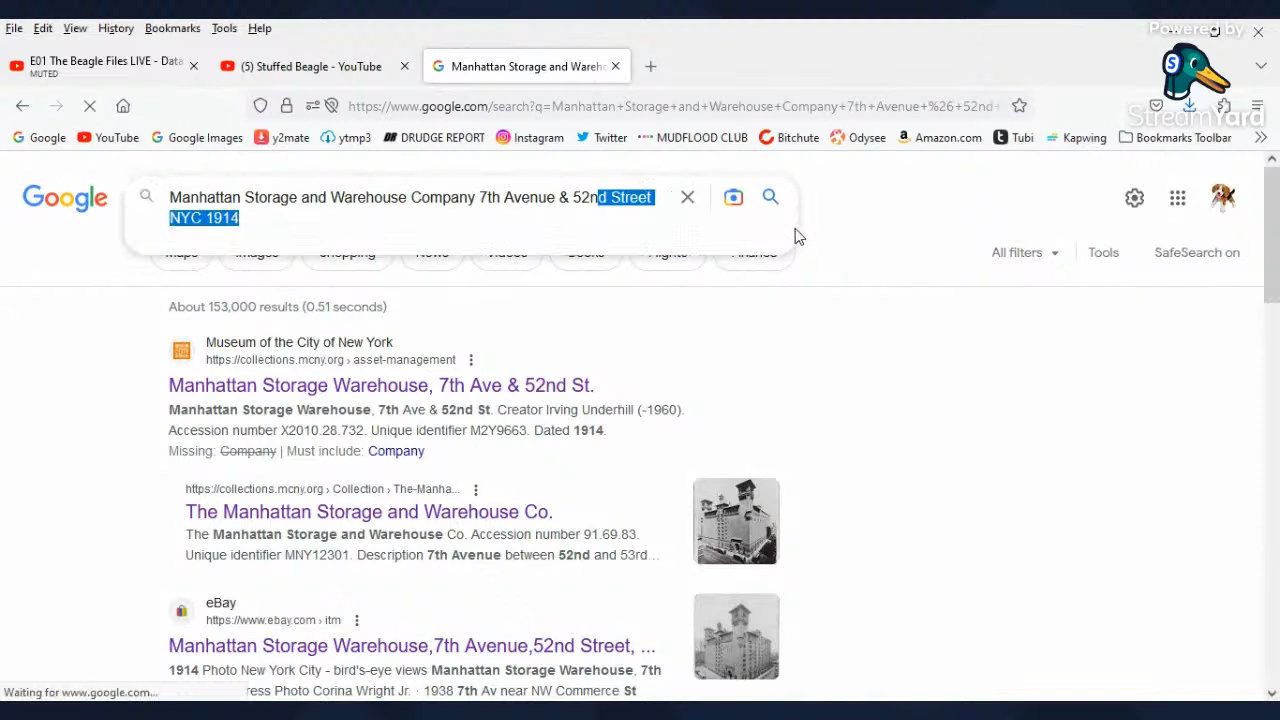 File Edit View History Bookmarks Tools Help
Powered by
E01 The Beagle Files LIVE - Data
MUTED
(5) Stuffed Beagle - YouTube
Manhattan Storage and Wareho
https://www.google.com/search?q=Manhattan+Storage+and+Warehouse+Company+7th+Avenue+%26+52nd+
S
StreamYard
Google YouTube Google Images y2mate ytmp3 DRUDGE REPORT Instagram Twitter MUDFLOOD CLUB Bitchute Odysee Amazon.com Tubi Kapwing Bookmarks Toolbar
Google
Manhattan Storage and Warehouse Company 7th Avenue & 52nd Street
NYC 1914
Maps Images Shopping News Videos Books Flights Finance
All filters Tools SafeSearch on
About 153,000 results (0.51 seconds)
Museum of the City of New York
https://collections.mcny.org › asset-management
Manhattan Storage Warehouse, 7th Ave & 52nd St.
Manhattan Storage Warehouse, 7th Ave & 52nd St. Creator Irving Underhill (-1960).
Accession number X2010.28.732. Unique identifier M2Y9663. Dated 1914.
Missing: Company | Must include: Company
https://collections.mcny.org › Collection › The-Manha...
The Manhattan Storage and Warehouse Co.
The Manhattan Storage and Warehouse Co. Accession number 91.69.83.
Unique identifier MNY12301. Description 7th Avenue between 52nd and 53rd...
eBay
https://www.ebay.com › itm
Manhattan Storage Warehouse,7th Avenue,52nd Street, ...
1914 Photo New York City - bird's-eye views Manhattan Storage Warehouse, 7th
ress Photo Corina Wright Jr. · 1938 7th Av near NW Commerce St
Waiting for www.google.com...